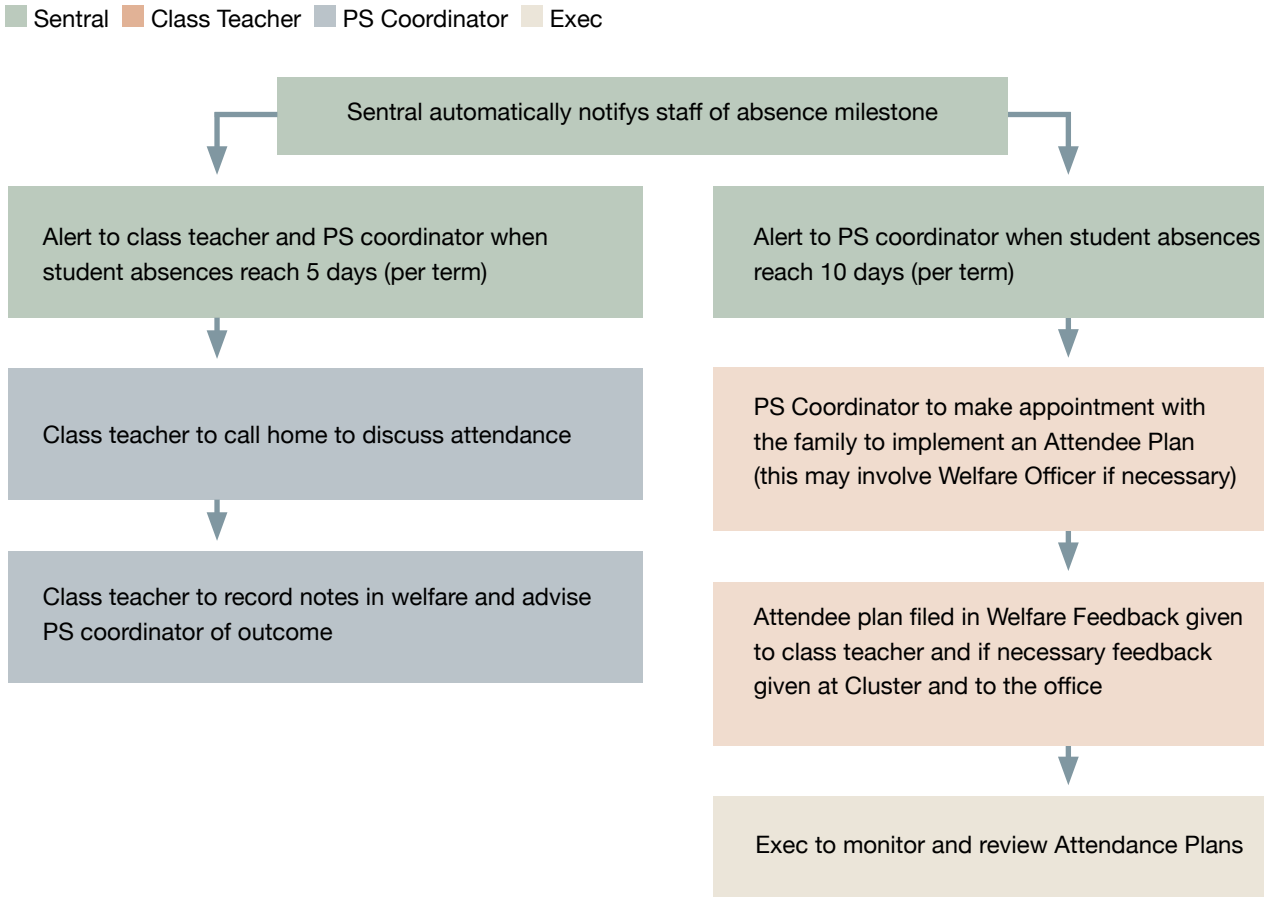 Sentral Class Teacher PS Coordinator Exec
Sentral automatically notifys staff of absence milestone
Alert to class teacher and PS coordinator when
student absences reach 5 days (per term)
Class teacher to call home to discuss attendance
Class teacher to record notes in welfare and advise
PS coordinator of outcome
Alert to PS coordinator when student absences
reach 10 days (per term)
PS Coordinator to make appointment with
the family to implement an Attendee Plan
(this may involve Welfare Officer if necessary)
Attendee plan filed in Welfare Feedback given
to class teacher and if necessary feedback
given at Cluster and to the office
Exec to monitor and review Attendance Plans